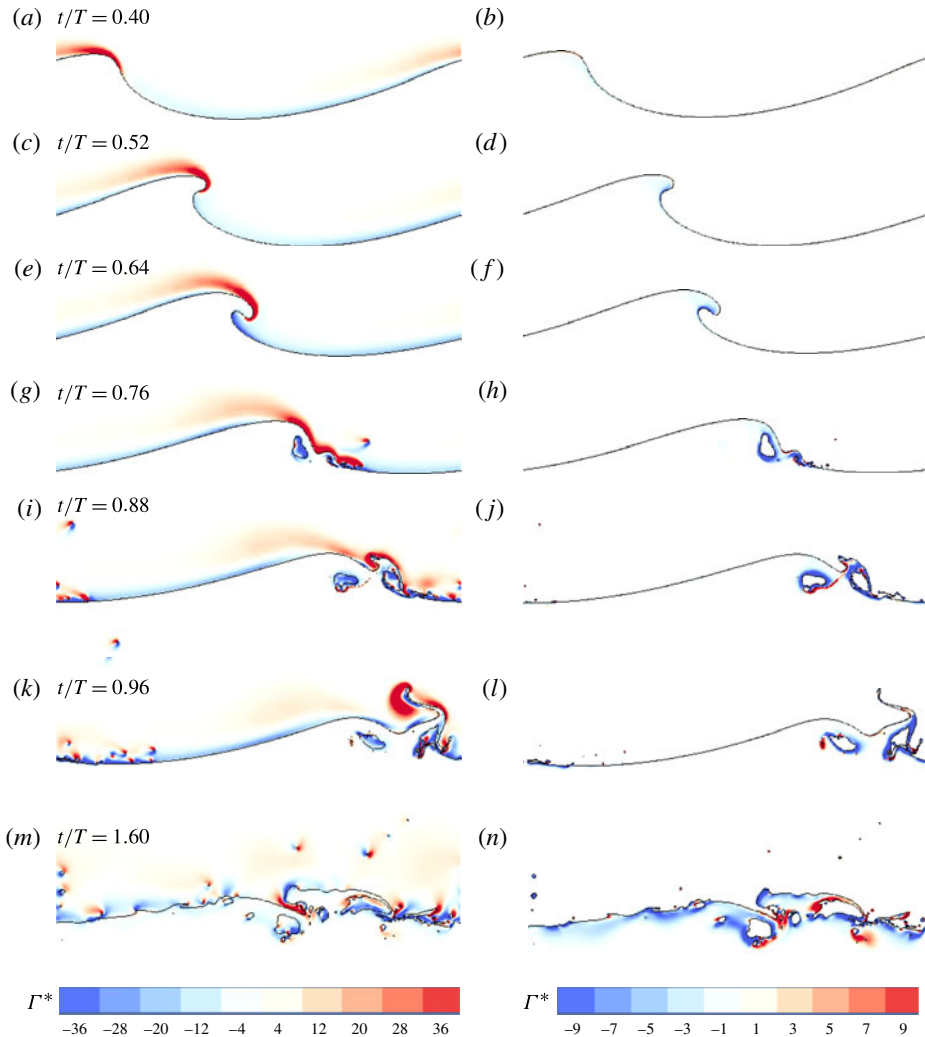 (a) t/T = 0.40 (b)
(c) t/T = 0.52 (d)
(e) t/T = 0.64 (f)
(g) t/T = 0.76 (h)
(i) t/T = 0.88 (j)
(k) t/T = 0.96 (l)
(m) t/T = 1.60 (n)
Γ* Γ*
−36 −28 −20 −12 −4 4 12 20 28 36 −9 −7 −5 −3 −1 1 3 5 7 9